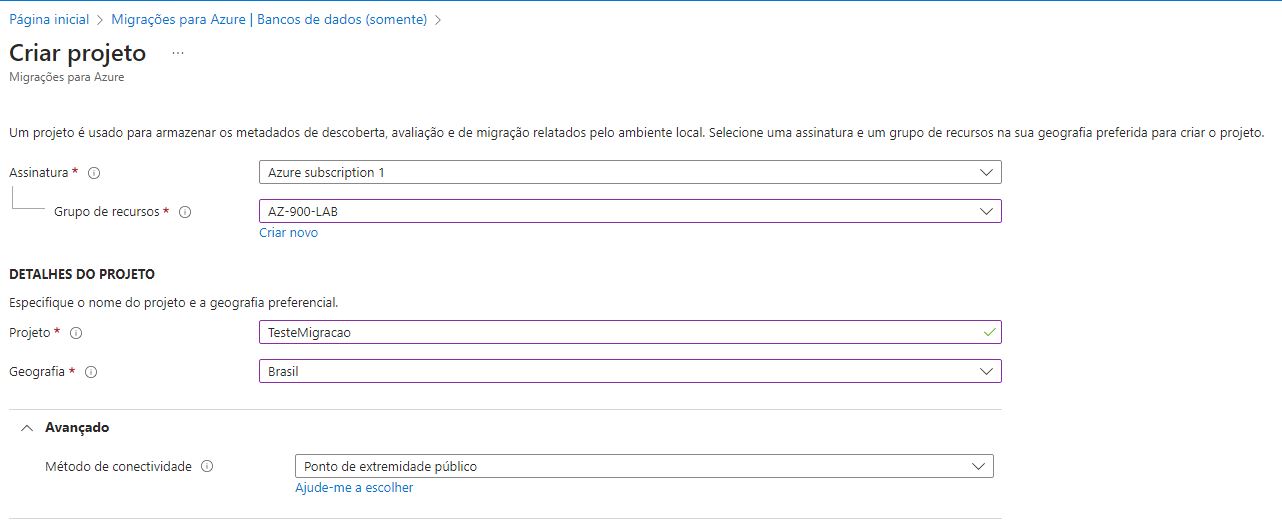 Página inicial > Migrações para Azure | Bancos de dados (somente) >
Criar projeto ...
Migrações para Azure
Um projeto é usado para armazenar os metadados de descoberta, avaliação e de migração relatados pelo ambiente local. Selecione uma assinatura e um grupo de recursos na sua geografia preferida para criar o projeto.
Assinatura * Azure subscription 1
Grupo de recursos * AZ-900-LAB
Criar novo
DETALHES DO PROJETO
Especifique o nome do projeto e a geografia preferencial.
Projeto * TesteMigracao
Geografia * Brasil
Avançado
Método de conectividade Ponto de extremidade público
Ajude-me a escolher